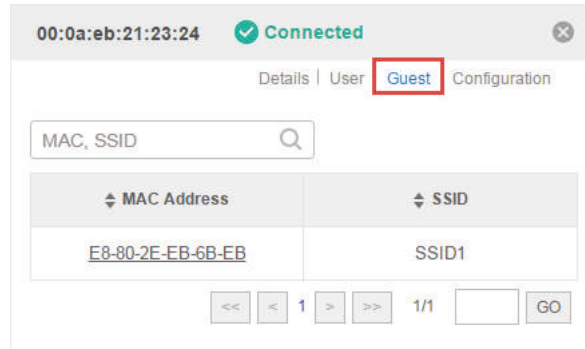 00:0a:eb:21:23:24 Connected
Details | User Guest Configuration
MAC, SSID
MAC Address SSID
E8-80-2E-EB-6B-EB SSID1
<< < 1 > >> 1/1 GO